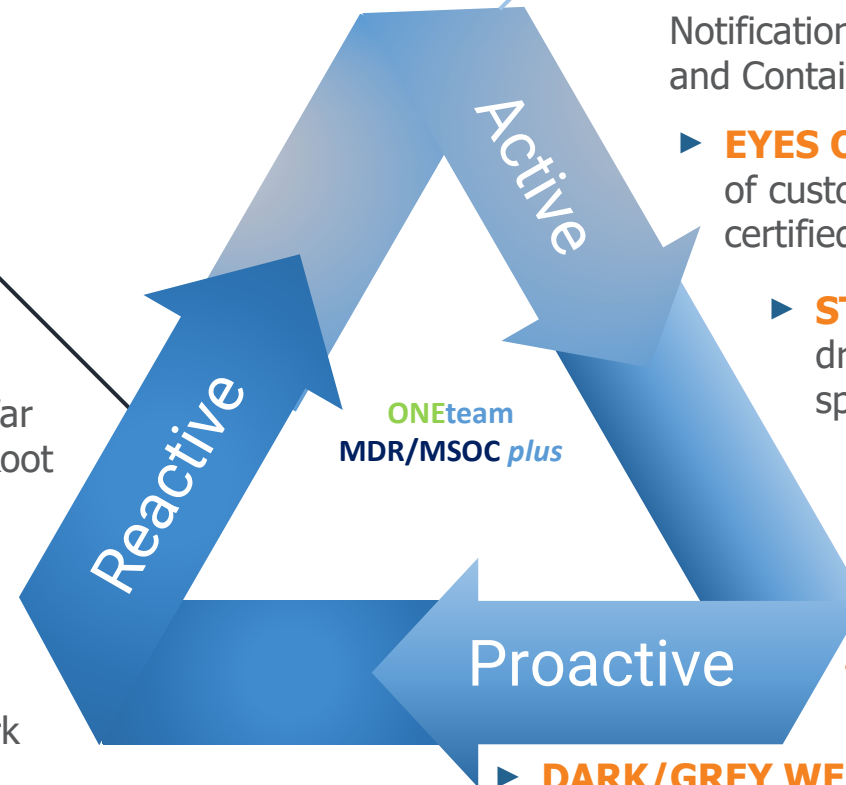 Notification
and Contai
Active
► EYES O
of custo
certified
► ST
dr
sp
ar
oot
ONEteam
MDR/MSOC plus
Reactive
Proactive
rk
► DARK/GREY WE